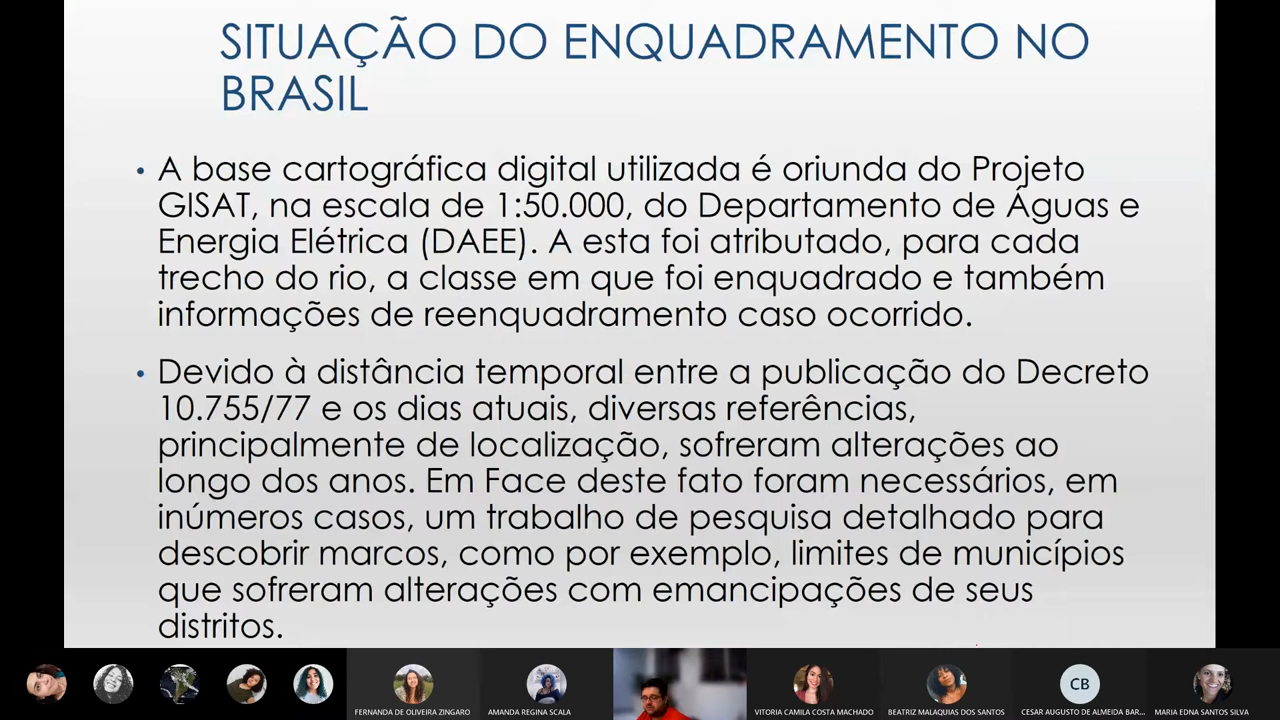 SITUAÇÃO DO ENQUADRAMENTO NO
BRASIL
• A base cartográfica digital utilizada é oriunda do Projeto
GISAT, na escala de 1:50.000, do Departamento de Águas e
Energia Elétrica (DAEE). A esta foi atribuído, para cada
trecho do rio, a classe em que foi enquadrado e também
informações de reenquadramento caso ocorrido.
• Devido à distância temporal entre a publicação do Decreto
10.755/77 e os dias atuais, diversas referências,
principalmente de localização, sofreram alterações ao
longo dos anos. Em Face deste fato foram necessários, em
inúmeros casos, um trabalho de pesquisa detalhado para
descobrir marcos, como por exemplo, limites de municípios
que sofreram alterações com emancipações de seus
distritos.
CB
FERNANDA DE OLIVEIRA ZINGARO
AMANDA REGINA SCALA
VITORIA CAMILA COSTA MACHADO
BEATRIZ MALAQUIAS DOS SANTOS
CESAR AUGUSTO DE ALMEIDA BAR...
MARIA EDNA SANTOS SILVA